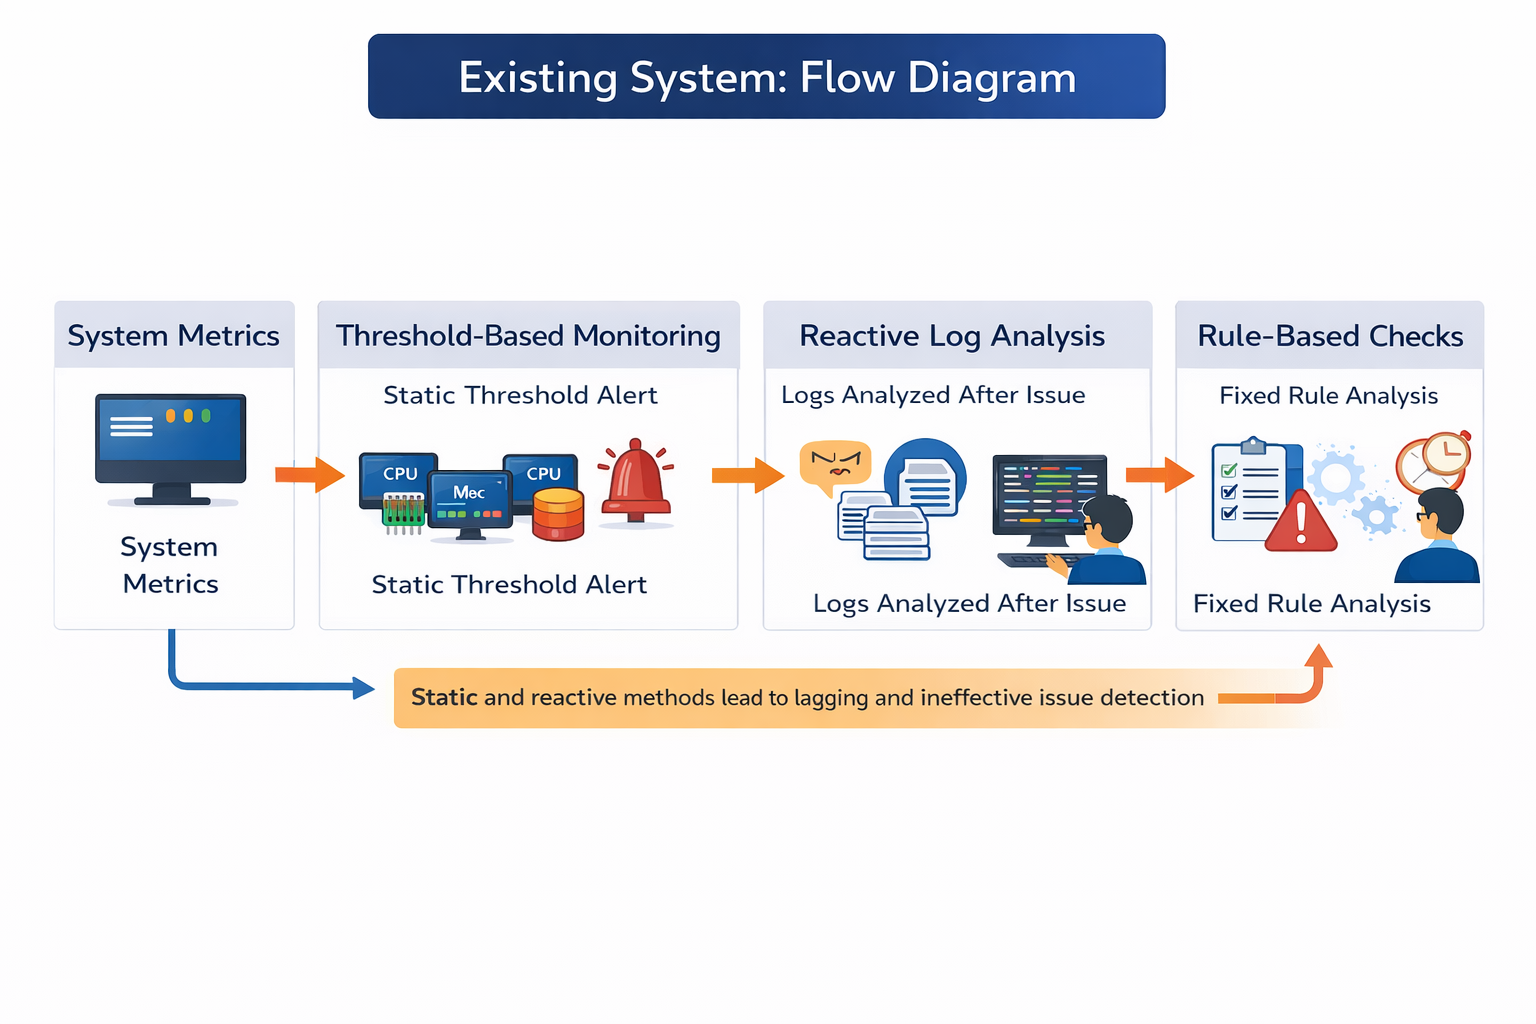 Existing System: Flow Diagram
System Metrics
System
Metrics
Threshold-Based Monitoring
Static Threshold Alert
CPU
CPU
Mec
Static Threshold Alert
Reactive Log Analysis
Logs Analyzed After Issue
Logs Analyzed After Issue
Rule-Based Checks
Fixed Rule Analysis
Fixed Rule Analysis
Static and reactive methods lead to lagging and ineffective issue detection